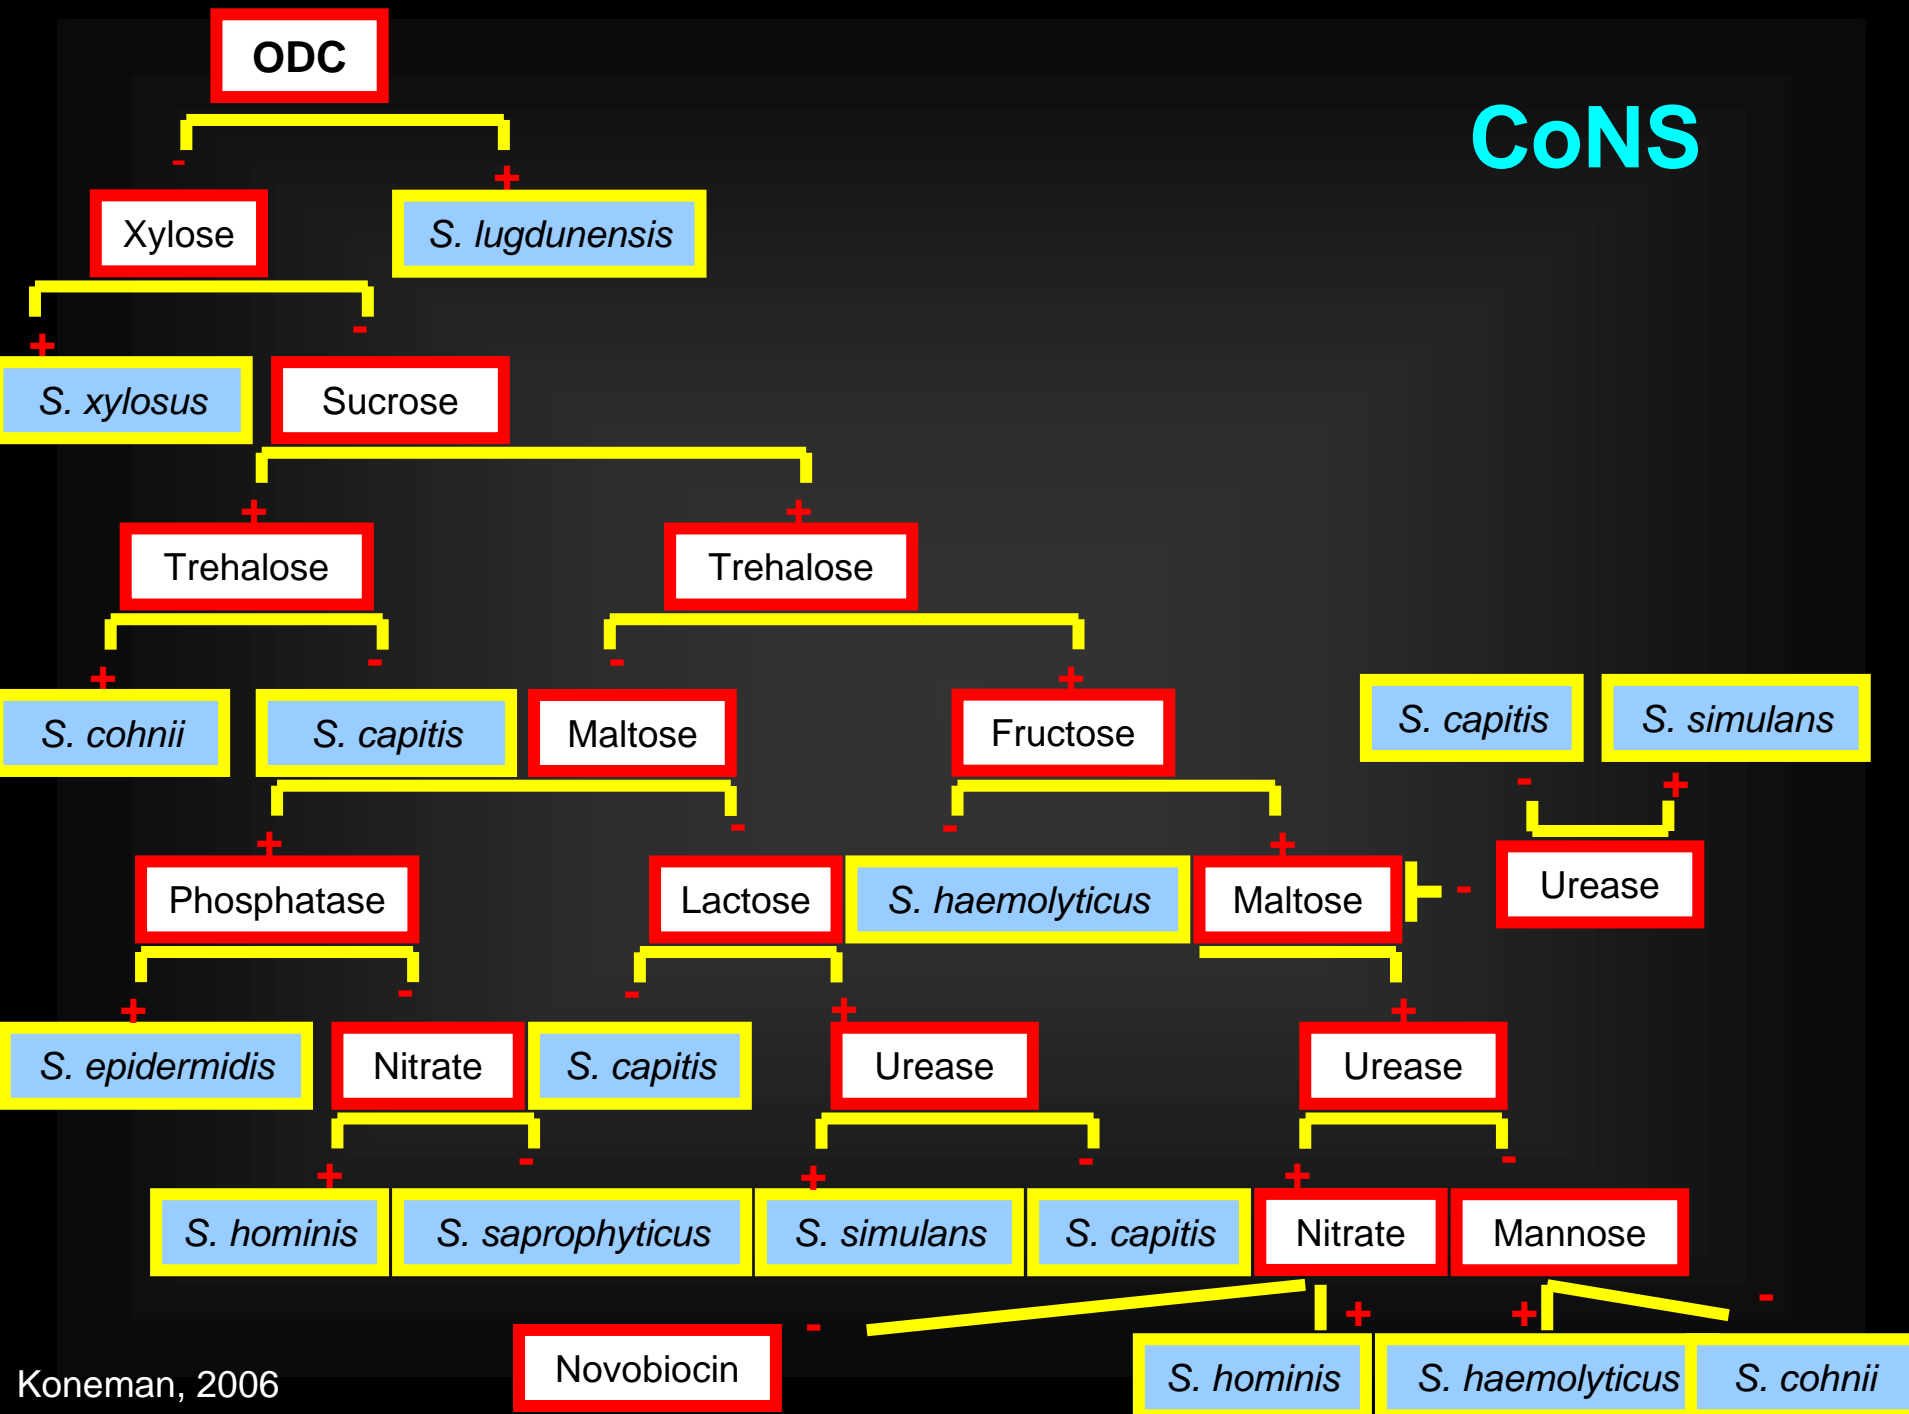 ODC
CoNS
-
+
Xylose
S. lugdunensis
+
-
S. xylosus
Sucrose
+
+
Trehalose
Trehalose
+
-
-
+
S. cohnii
S. capitis
Maltose
Fructose
S. capitis
S. simulans
-
+
+
-
-
+
Phosphatase
Lactose
S. haemolyticus
Maltose
-
Urease
+
-
-
+
+
S. epidermidis
Nitrate
S. capitis
Urease
Urease
+
-
+
-
+
-
S. hominis
S. saprophyticus
S. simulans
S. capitis
Nitrate
Mannose
-
+
+
-
Novobiocin
S. hominis
S. haemolyticus
S. cohnii
Koneman, 2006